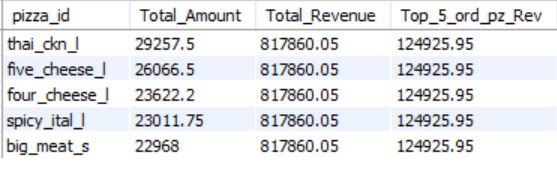 pizza_id Total_Amount Total_Revenue Top_5_ord_pz_Rev
thai_ckn_l 29257.5 817860.05 124925.95
five_cheese_l 26066.5 817860.05 124925.95
four_cheese_l 23622.2 817860.05 124925.95
spicy_ital_l 23011.75 817860.05 124925.95
big_meat_s 22968 817860.05 124925.95